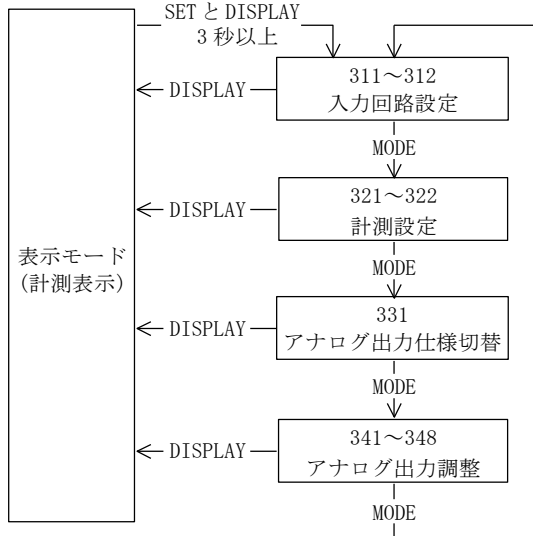 SET と DISPLAY
3 秒以上
311～312
入力回路設定
DISPLAY
MODE
321～322
計測設定
DISPLAY
表示モード
(計測表示)
MODE
331
アナログ出力仕様切替
DISPLAY
MODE
341～348
アナログ出力調整
DISPLAY
MODE